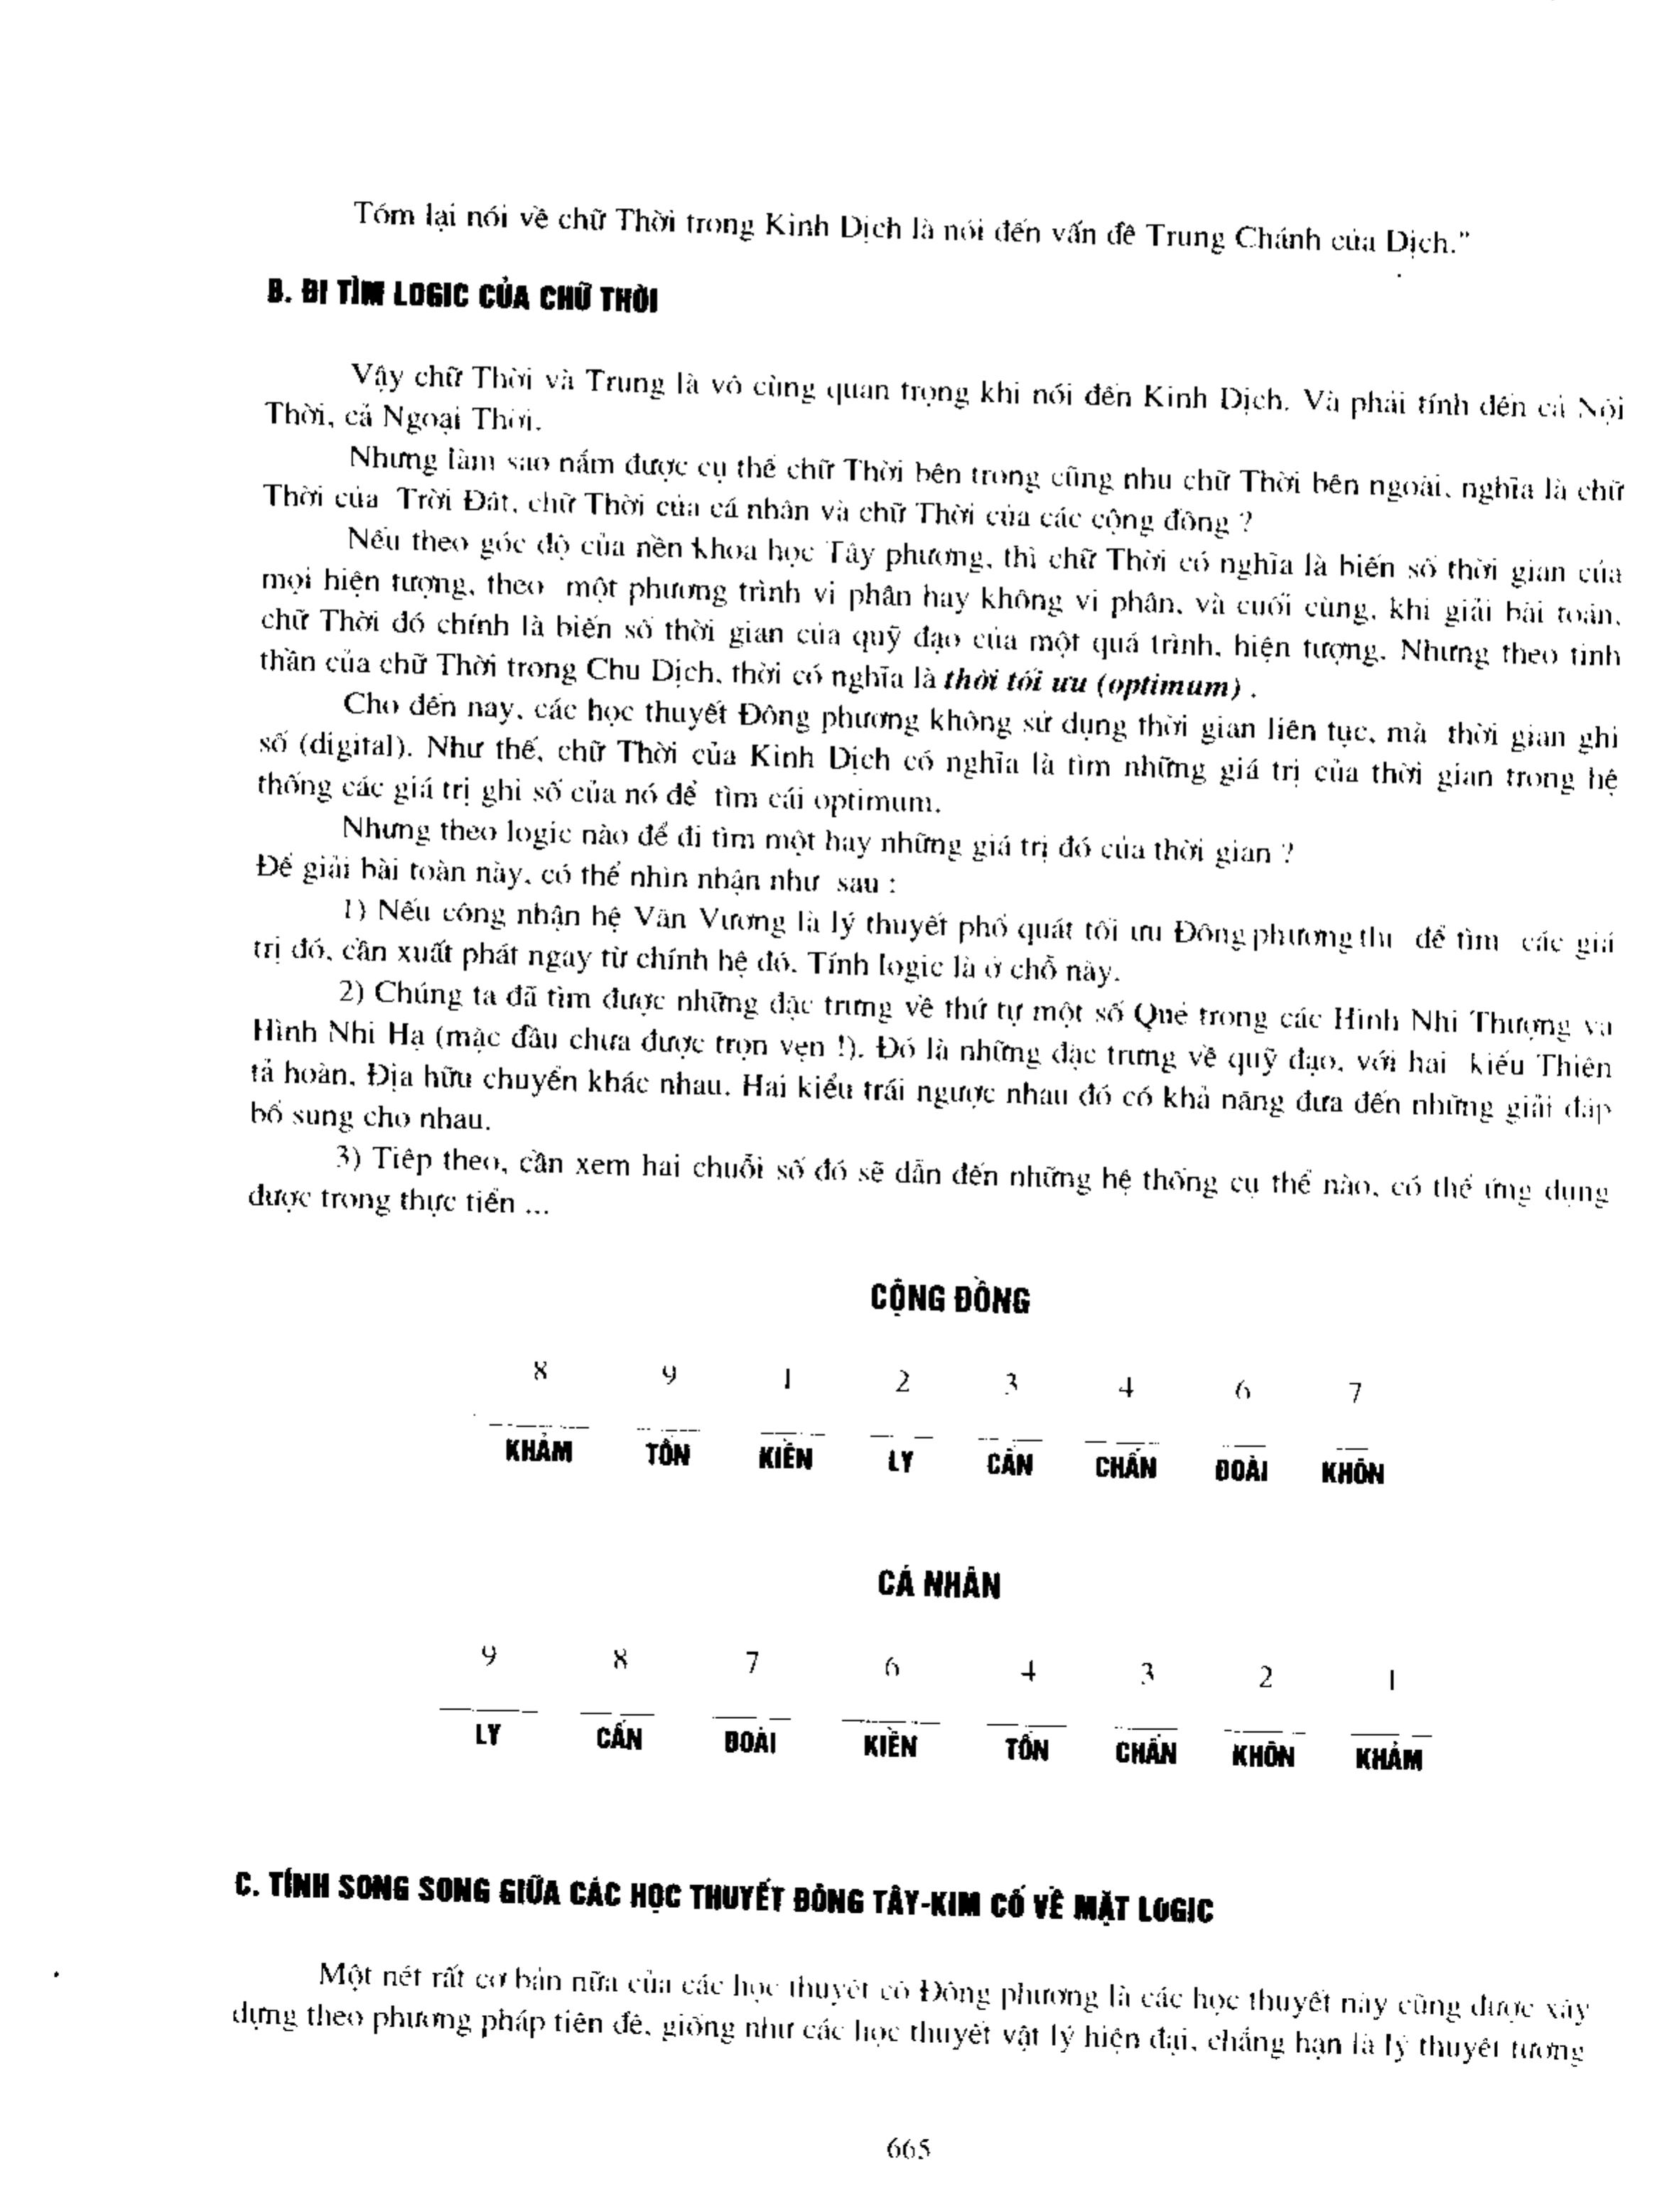 Tóm lại nói về chữ Thời trong Kinh Dịch là nói đến vấn đề Trung Chánh của Dịch."
B. ĐI TÌM LOGIC CỦA CHỮ THỜI
Vậy chữ Thời và Trung là vô cùng quan trọng khi nói đến Kinh Dịch. Và phải tính đến cả Nội
Thời, cả Ngoại Thời.
Nhưng làm sao nắm được cụ thể chữ Thời bên trong cũng nhu chữ Thời bên ngoài, nghĩa là chữ
Thời của Trời Đất, chữ Thời của cá nhân và chữ Thời của các cộng đồng ?
Nếu theo góc độ của nền khoa học Tây phương, thì chữ Thời có nghĩa là biến số thời gian của
mọi hiện tượng, theo một phương trình vi phân hay không vi phân, và cuối cùng, khi giải bài toán,
chữ Thời đó chính là biến số thời gian của quỹ đạo của một quá trình, hiện tượng. Nhưng theo tinh
thần của chữ Thời trong Chu Dịch, thời có nghĩa là thời tối ưu (optimum) .
Cho đến nay, các học thuyết Đông phương không sử dụng thời gian liên tục, mà thời gian ghi
số (digital). Như thế, chữ Thời của Kinh Dịch có nghĩa là tìm những giá trị của thời gian trong hệ
thống các giá trị ghi số của nó để tìm cái optimum.
Nhưng theo logic nào để đi tìm một hay những giá trị đó của thời gian ?
Để giải bài toàn này, có thể nhìn nhận như sau :
1) Nếu công nhận hệ Văn Vương là lý thuyết phổ quát tối ưu Đông phương thì để tìm các giá
trị đó, cần xuất phát ngay từ chính hệ đó. Tính logic là ở chỗ này.
2) Chúng ta đã tìm được những đặc trưng về thứ tự một số Quẻ trong các Hình Nhi Thượng và
Hình Nhi Hạ (mặc đầu chưa được trọn vẹn !). Đó là những đặc trưng về quỹ đạo, với hai kiểu Thiên
tả hoàn, Địa hữu chuyển khác nhau. Hai kiểu trái ngược nhau đó có khả năng đưa đến những giải đáp
bổ sung cho nhau.
3) Tiếp theo, cần xem hai chuỗi số đó sẽ dẫn đến những hệ thống cụ thể nào, có thể ứng dụng
được trong thực tiễn ...
CỘNG ĐỒNG
8 9 1 2 3 4 6 7
KHẢM TỐN KIỀN LY CẤN CHẤN ĐOÀI KHÔN
CÁ NHÂN
9 8 7 6 4 3 2 1
LY CẤN ĐOÀI KIỀN TỐN CHẤN KHÔN KHẢM
C. TÍNH SONG SONG GIỮA CÁC HỌC THUYẾT ĐÔNG TÂY-KIM CỔ VỀ MẶT LOGIC
Một nét rất cơ bản nữa của các học thuyết cổ Đông phương là các học thuyết này cũng được xây
dựng theo phương pháp tiên đề, giống như các học thuyết vật lý hiện đại, chẳng hạn là lý thuyết tương
665